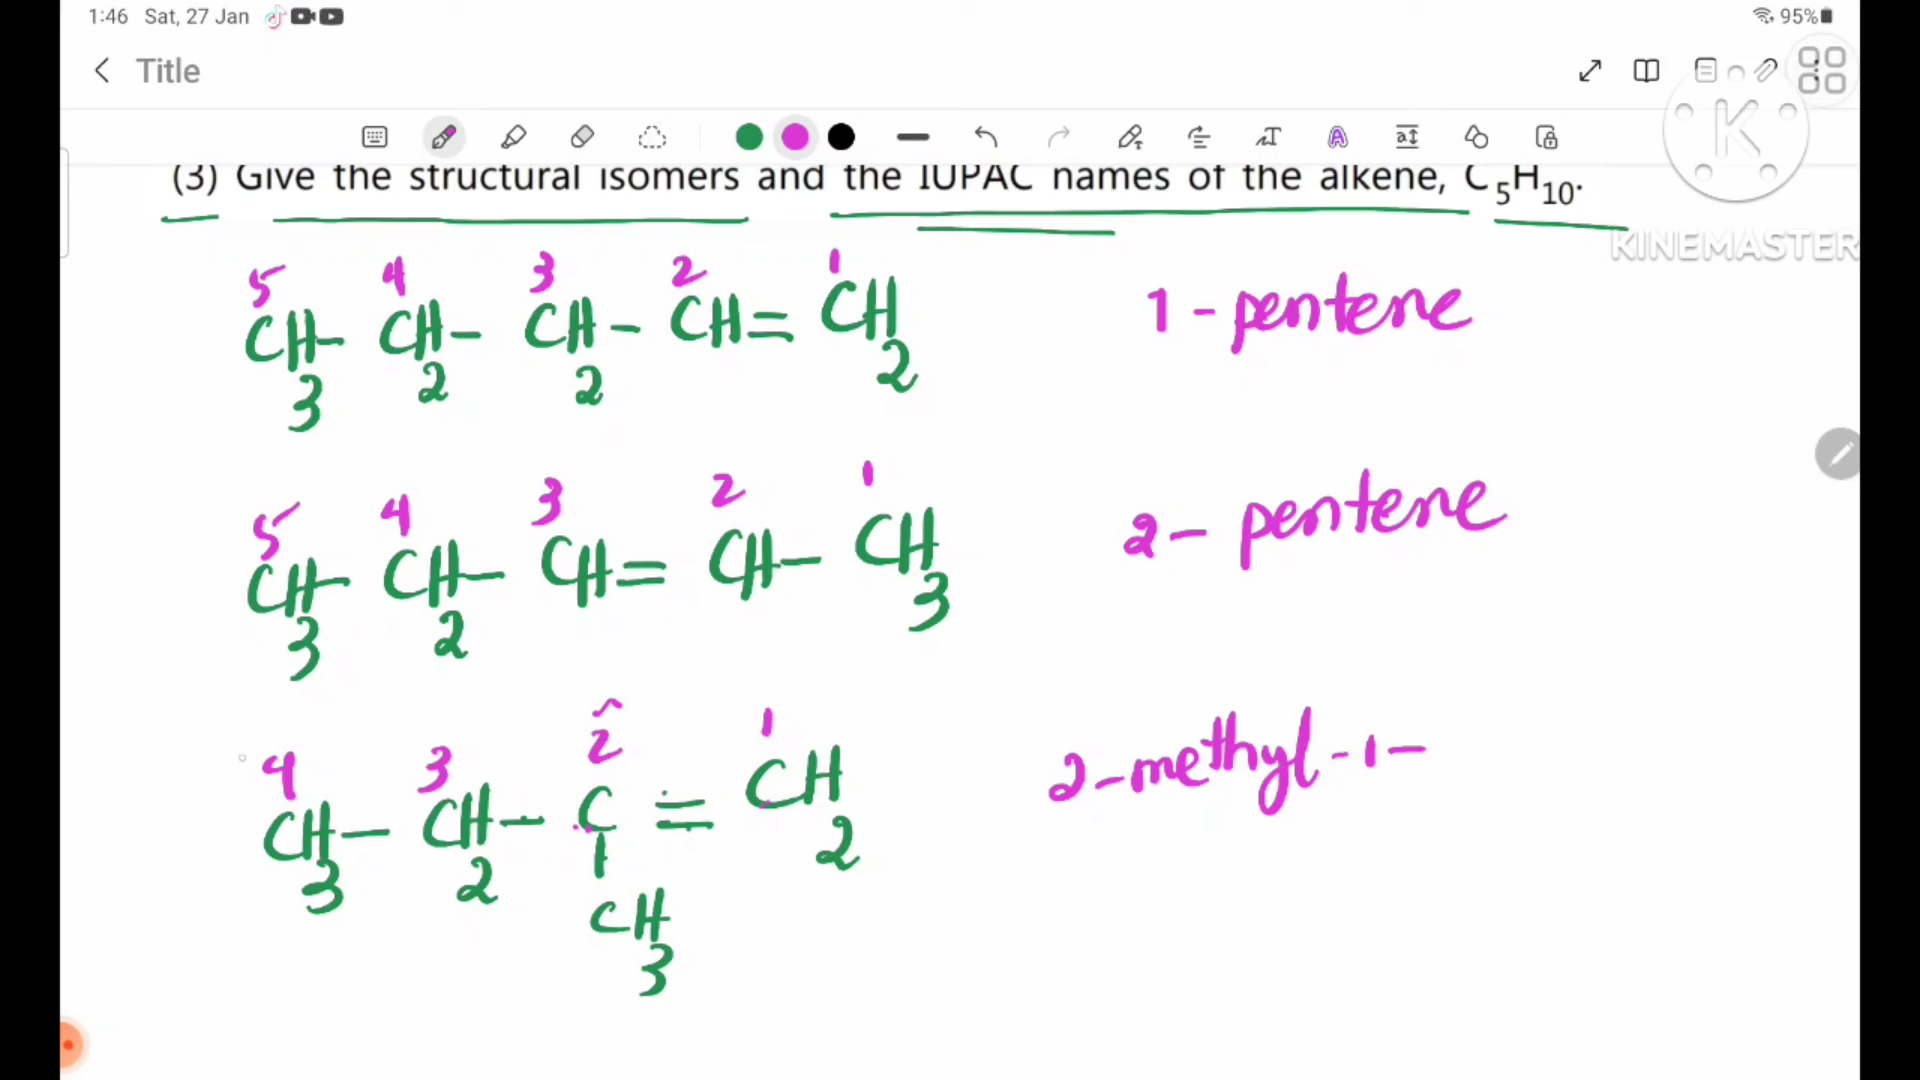 1:46 Sat, 27 Jan
95%
Title
(3) Give the structural isomers and the IUPAC names of the alkene, C5H10.
K
KINEMASTER
5 4 3 2 1
CH3 - CH2 - CH2 - CH = CH2
1 - pentene
5 4 3 2 1
CH3 - CH2 - CH = CH - CH3
2 - pentene
4 3 2 1
CH3 - CH2 - C = CH2
2-methyl-1-
CH3